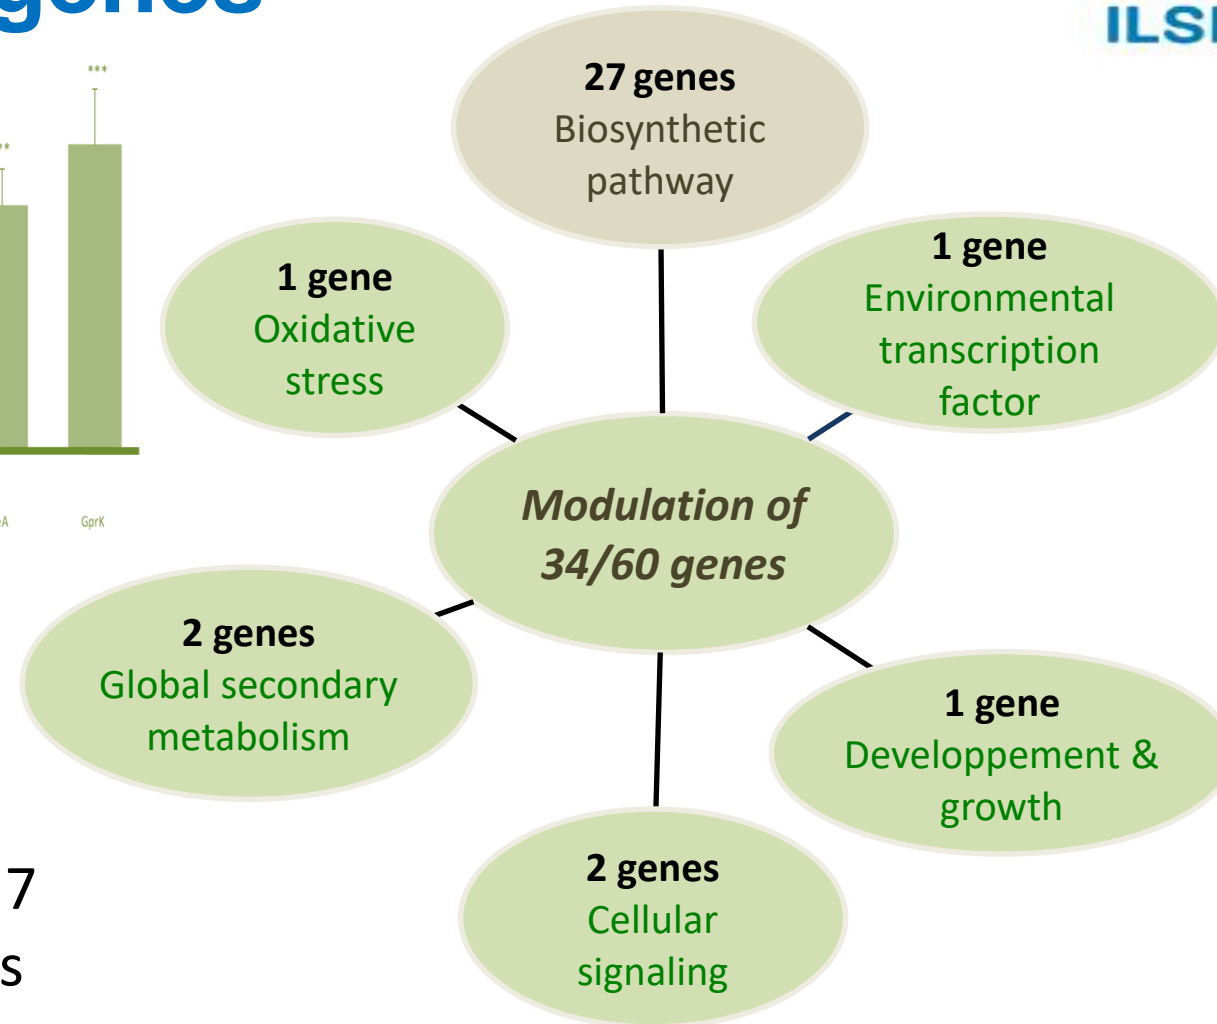 genes
ILSI
***
**
27 genes
Biosynthetic
pathway
1 gene
Oxidative
stress
1 gene
Environmental
transcription
factor
Modulation of
34/60 genes
GprK
2 genes
Global secondary
metabolism
1 gene
Developpement &
growth
2 genes
Cellular
signaling
7
s